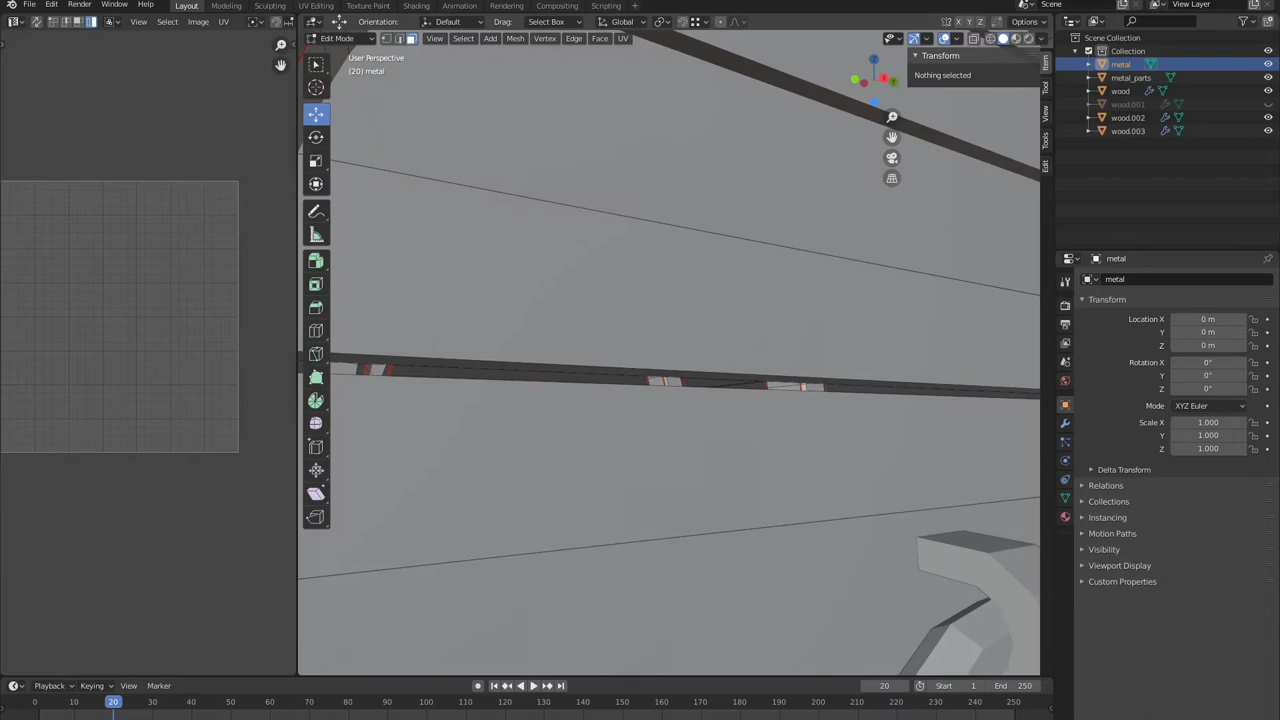 File Edit Render Window Help Layout Modeling Sculpting UV Editing Texture Paint Shading Animation Rendering Compositing Scripting Scene View Layer
View Select Image UV Orientation: Default Drag: Select Box Global X Y Z Options
Edit Mode View Select Add Mesh Vertex Edge Face UV
User Perspective
(20) metal
Transform
Nothing selected
Item
Tool
View
Tools
Edit
Scene Collection
Collection
metal
metal_parts
wood
wood.001
wood.002
wood.003
metal
metal
Transform
Location X 0 m
Y 0 m
Z 0 m
Rotation X 0°
Y 0°
Z 0°
Mode XYZ Euler
Scale X 1.000
Y 1.000
Z 1.000
Delta Transform
Relations
Collections
Instancing
Motion Paths
Visibility
Viewport Display
Custom Properties
Playback Keying View Marker 20 Start 1 End 250
0 10 20 30 40 50 60 70 80 90 100 110 120 130 140 150 160 170 180 190 200 210 220 230 240 250